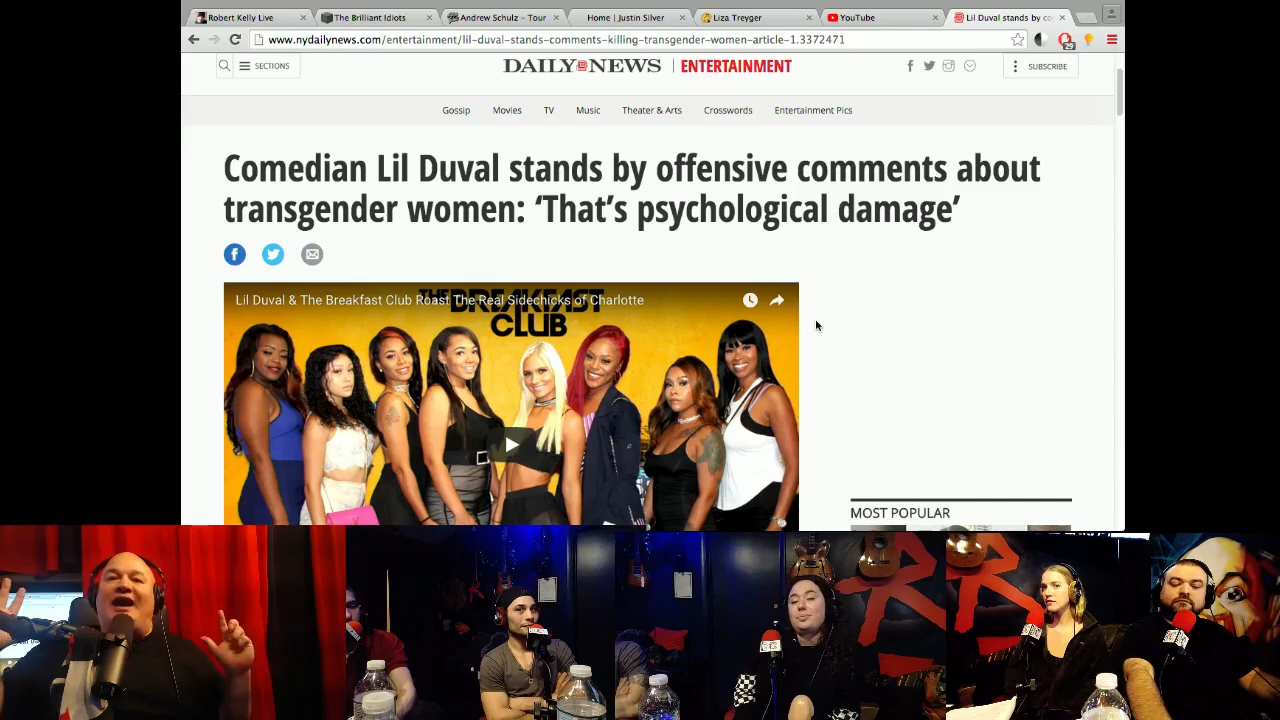 Robert Kelly Live
The Brilliant Idiots
Andrew Schulz - Tour
Home | Justin Silver
Liza Treyger
YouTube
Lil Duval stands by co
www.nydailynews.com/entertainment/lil-duval-stands-comments-killing-transgender-women-article-1.3372471
29
SECTIONS
DAILY NEWS
ENTERTAINMENT
SUBSCRIBE
Gossip
Movies
TV
Music
Theater & Arts
Crosswords
Entertainment Pics
Comedian Lil Duval stands by offensive comments about
transgender women: ‘That’s psychological damage’
Lil Duval & The Breakfast Club Roast The Real Sidechicks of Charlotte
THE BREAKFAST
CLUB
MOST POPULAR